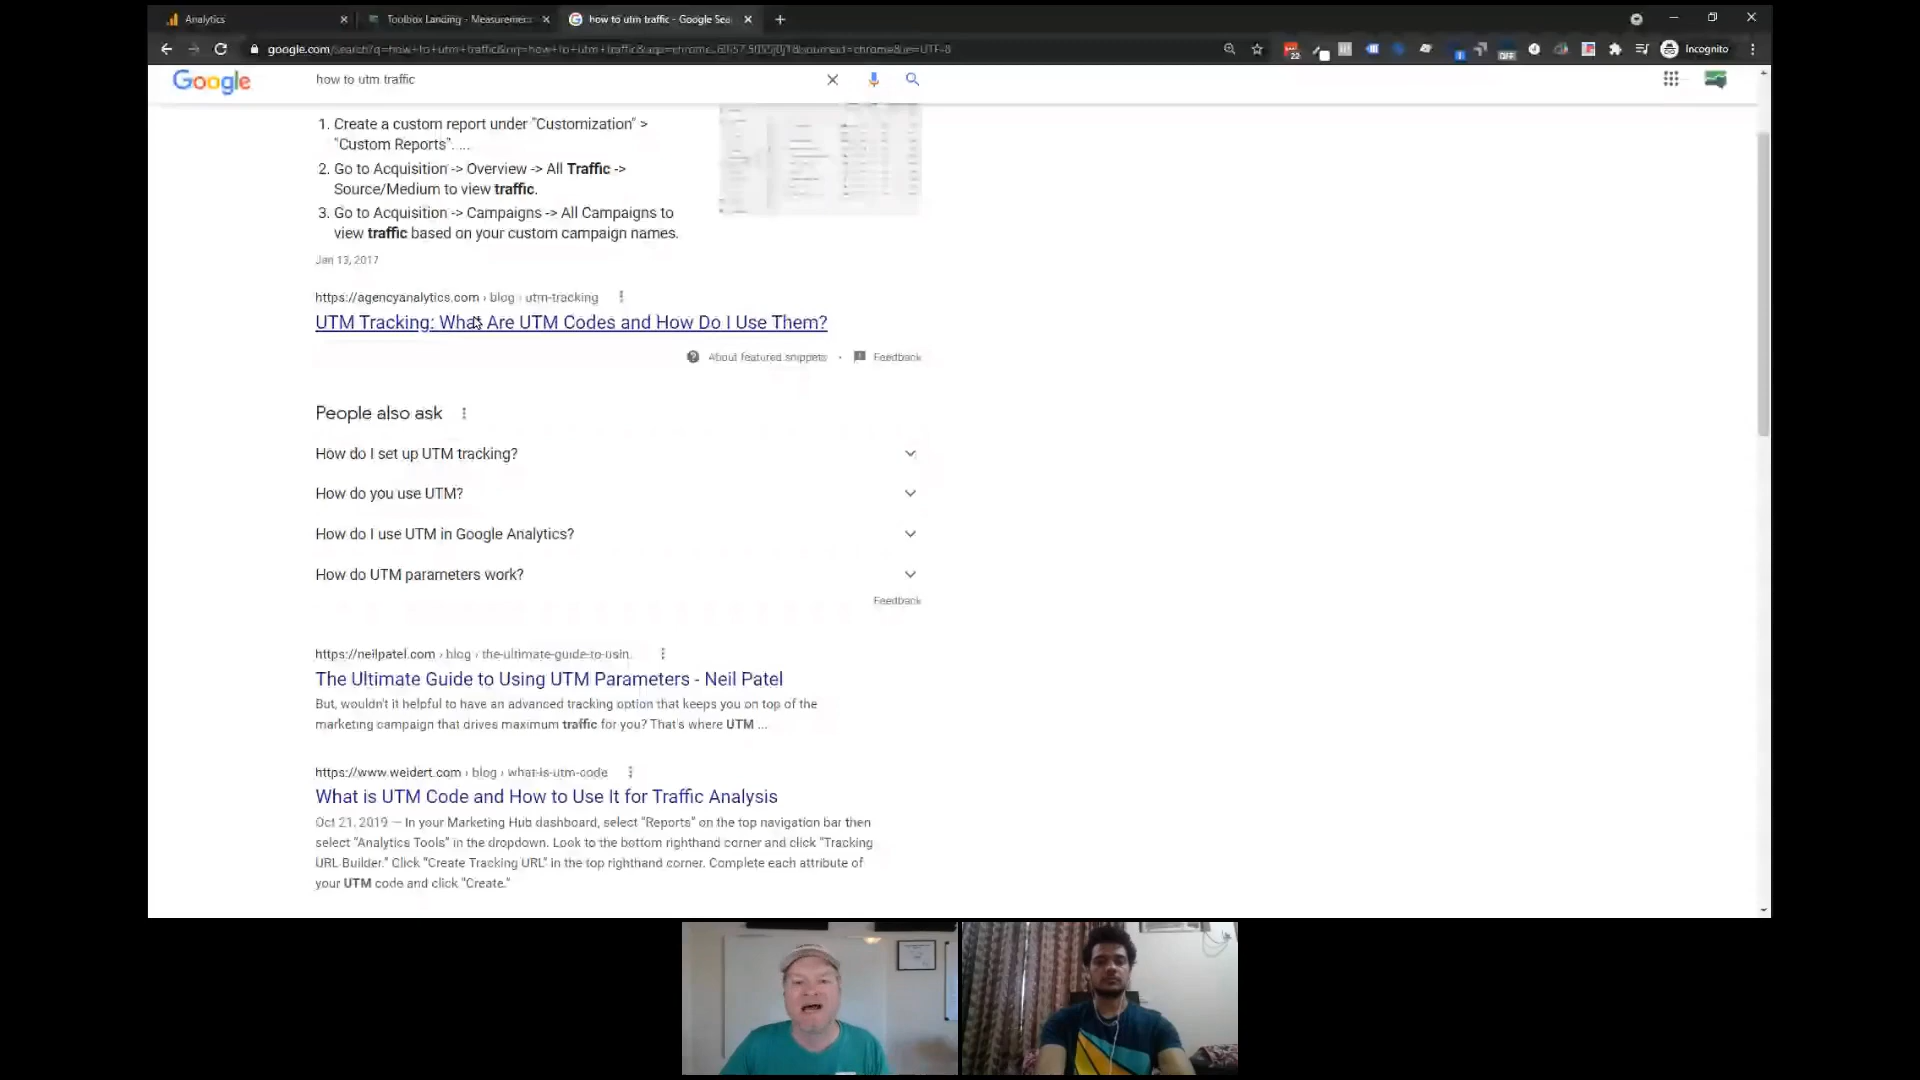 Analytics
Toolbox Landing - Measuremen
how to utm traffic - Google Sea
google.com
Incognito
Google
how to utm traffic
1. Create a custom report under "Customization" >
"Custom Reports". ...
2. Go to Acquisition -> Overview -> All Traffic ->
Source/Medium to view traffic.
3. Go to Acquisition -> Campaigns -> All Campaigns to
view traffic based on your custom campaign names.
Jan 13, 2017
https://agencyanalytics.com › blog › utm-tracking
UTM Tracking: What Are UTM Codes and How Do I Use Them?
About featured snippets
Feedback
People also ask
How do I set up UTM tracking?
How do you use UTM?
How do I use UTM in Google Analytics?
How do UTM parameters work?
Feedback
https://neilpatel.com › blog › the-ultimate-guide-to-usin...
The Ultimate Guide to Using UTM Parameters - Neil Patel
But, wouldn't it helpful to have an advanced tracking option that keeps you on top of the
marketing campaign that drives maximum traffic for you? That's where UTM ...
https://www.weidert.com › blog › what-is-utm-code
What is UTM Code and How to Use It for Traffic Analysis
Oct 21, 2019 — In your Marketing Hub dashboard, select "Reports" on the top navigation bar then
select "Analytics Tools" in the dropdown. Look to the bottom righthand corner and click "Tracking
URL Builder." Click "Create Tracking URL" in the top righthand corner. Complete each attribute of
your UTM code and click "Create."